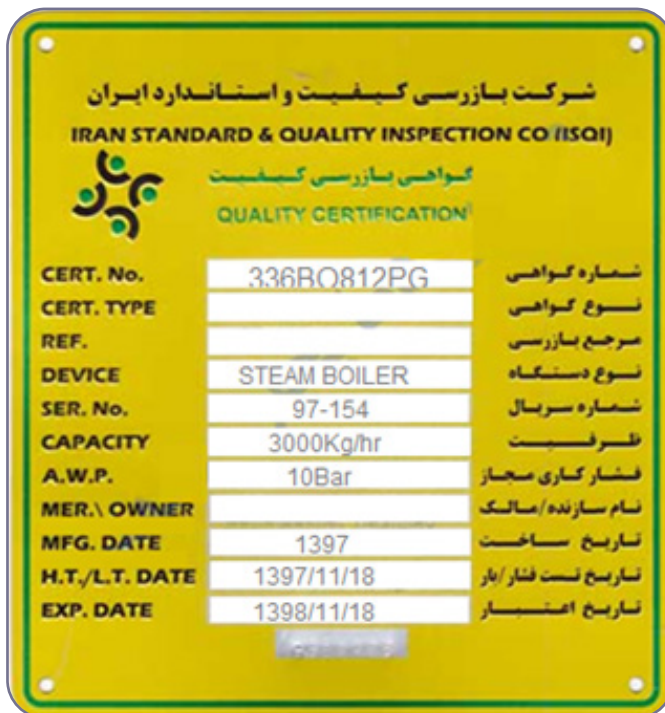 شرکت بازرسی کیفیت و استاندارد ایران
IRAN STANDARD & QUALITY INSPECTION CO (ISQI)
گواهی بازرسی کیفیت
QUALITY CERTIFICATION
CERT. No. 336BQ812PG شماره گواهی
CERT. TYPE نوع گواهی
REF. مرجع بازرسی
DEVICE STEAM BOILER نوع دستگاه
SER. No. 97-154 شماره سریال
CAPACITY 3000Kg/hr ظرفیت
A.W.P. 10Bar فشار کاری مجاز
MER.\ OWNER نام سازنده/مالک
MFG. DATE 1397 تاریخ ساخت
H.T./L.T. DATE 1397/11/18 تاریخ تست فشار/بار
EXP. DATE 1398/11/18 تاریخ اعتبار